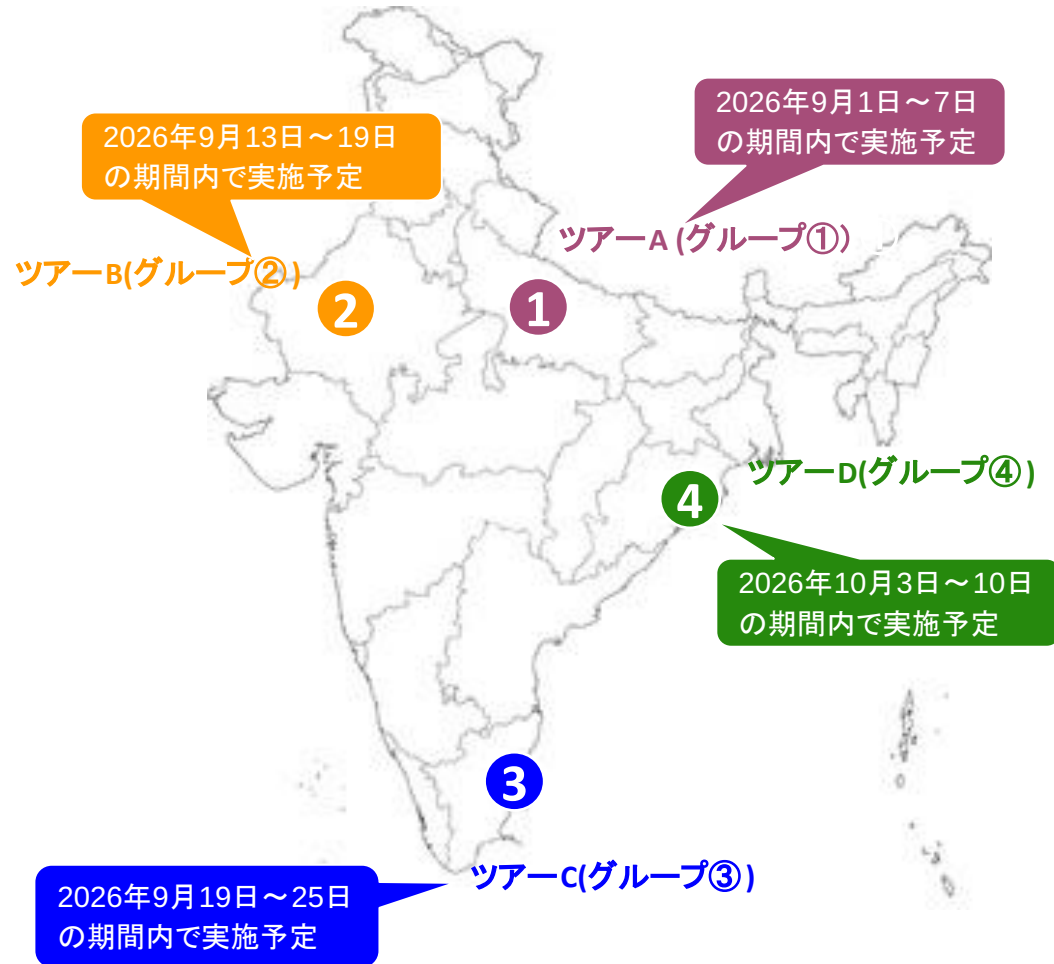 2026年9月1日～7日
の期間内で実施予定
2026年9月13日～19日
の期間内で実施予定
ツアーA (グループ①)
ツアーB(グループ②)
2
1
ツアーD(グループ④)
4
2026年10月3日～10日
の期間内で実施予定
3
ツアーC(グループ③)
2026年9月19日～25日
の期間内で実施予定